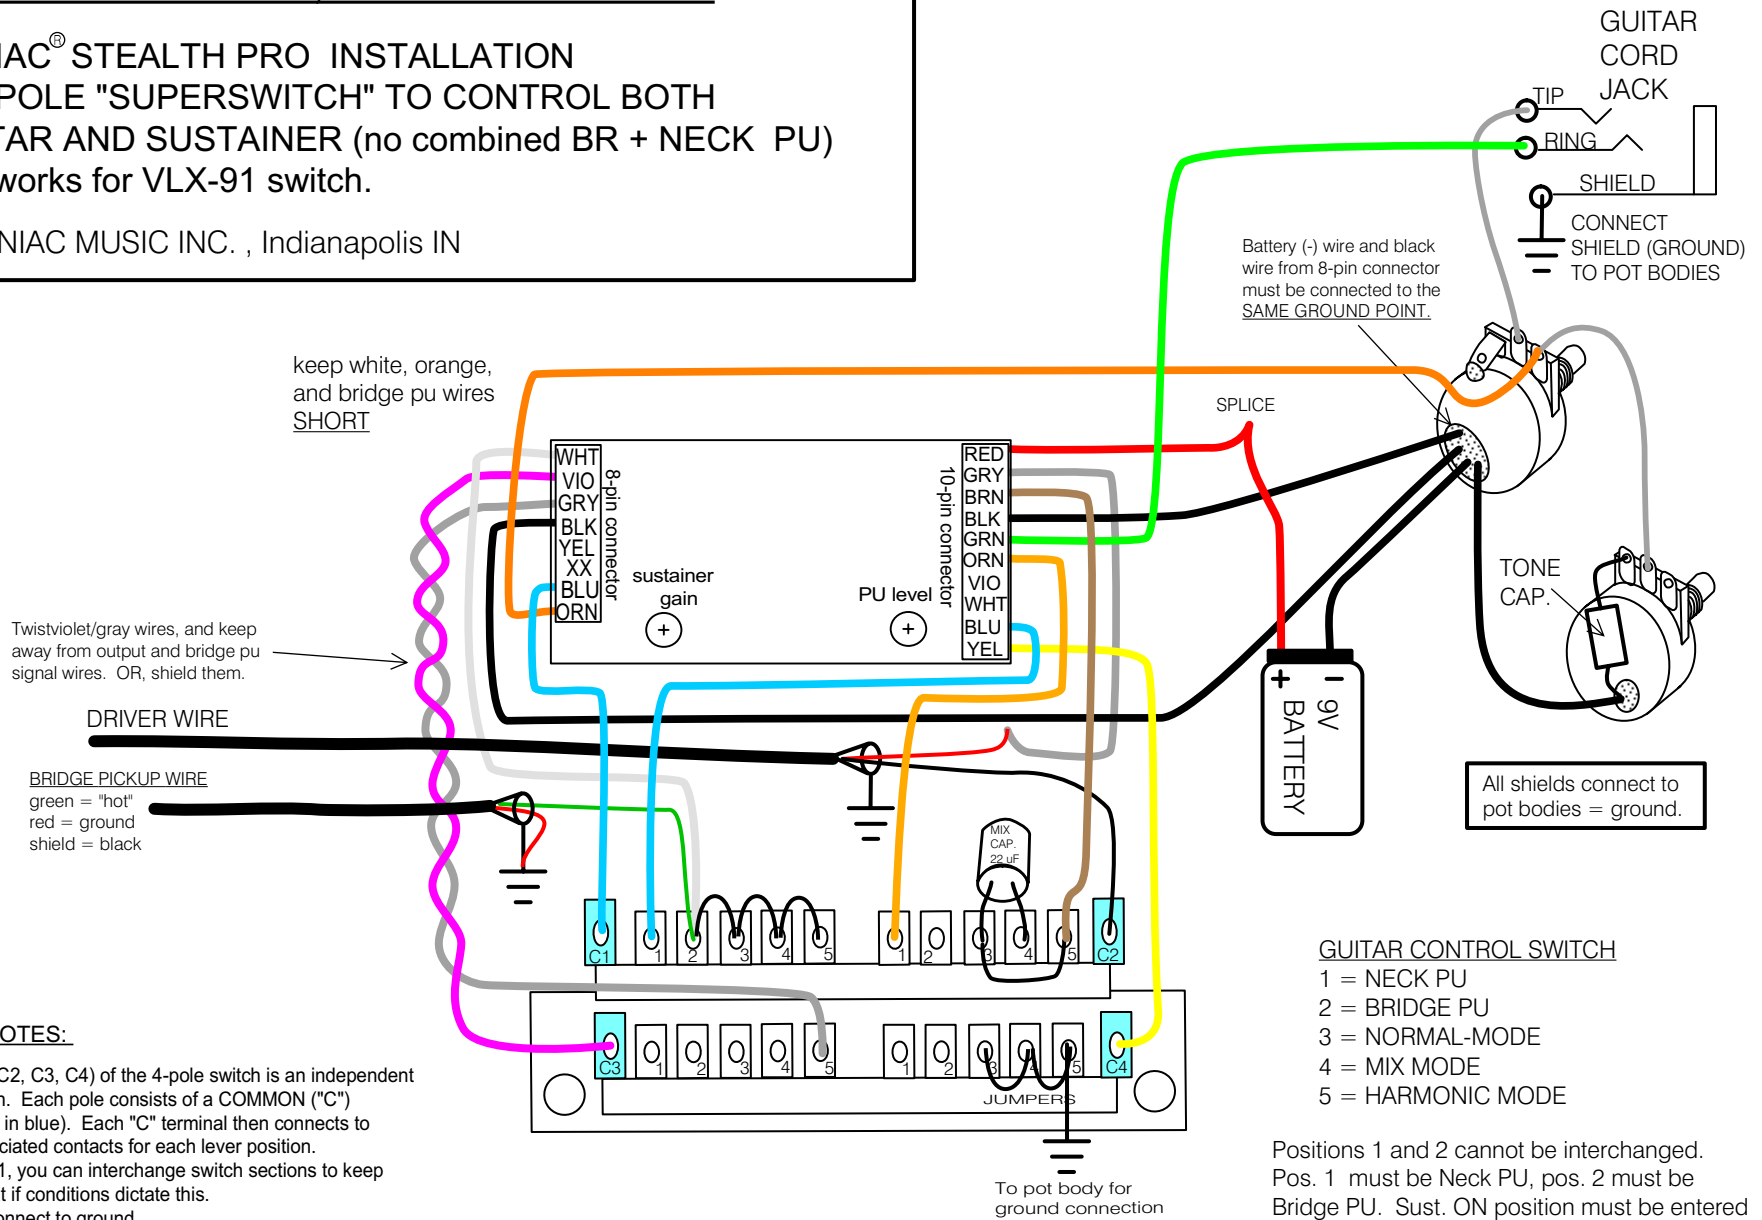 IAC® STEALTH PRO INSTALLATION
POLE "SUPERSWITCH" TO CONTROL BOTH
TAR AND SUSTAINER (no combined BR + NECK PU)
works for VLX-91 switch.
NIAC MUSIC INC. , Indianapolis IN
GUITAR
CORD
JACK
TIP
RING
SHIELD
CONNECT
SHIELD (GROUND)
TO POT BODIES
Battery (-) wire and black
wire from 8-pin connector
must be connected to the
SAME GROUND POINT.
keep white, orange,
and bridge pu wires
SHORT
SPLICE
WHT
VIO
GRY
BLK
YEL
XX
BLU
ORN
8-pin connector
sustainer
gain
PU level
10-pin connector
RED
GRY
BRN
BLK
GRN
ORN
VIO
WHT
BLU
YEL
TONE
CAP.
Twistviolet/gray wires, and keep
away from output and bridge pu
signal wires. OR, shield them.
DRIVER WIRE
BRIDGE PICKUP WIRE
green = "hot"
red = ground
shield = black
+ −
9V
BATTERY
All shields connect to
pot bodies = ground.
MIX
CAP.
22 uF
C1 1 2 3 4 5 1 2 3 4 5 C2
C3 1 2 3 4 5 1 2 3 4 5 C4
JUMPERS
To pot body for
ground connection
GUITAR CONTROL SWITCH
1 = NECK PU
2 = BRIDGE PU
3 = NORMAL-MODE
4 = MIX MODE
5 = HARMONIC MODE
Positions 1 and 2 cannot be interchanged.
Pos. 1 must be Neck PU, pos. 2 must be
Bridge PU. Sust. ON position must be entered
OTES:
C2, C3, C4) of the 4-pole switch is an independent
h. Each pole consists of a COMMON ("C")
in blue). Each "C" terminal then connects to
ciated contacts for each lever position.
1, you can interchange switch sections to keep
t if conditions dictate this.
onnect to ground